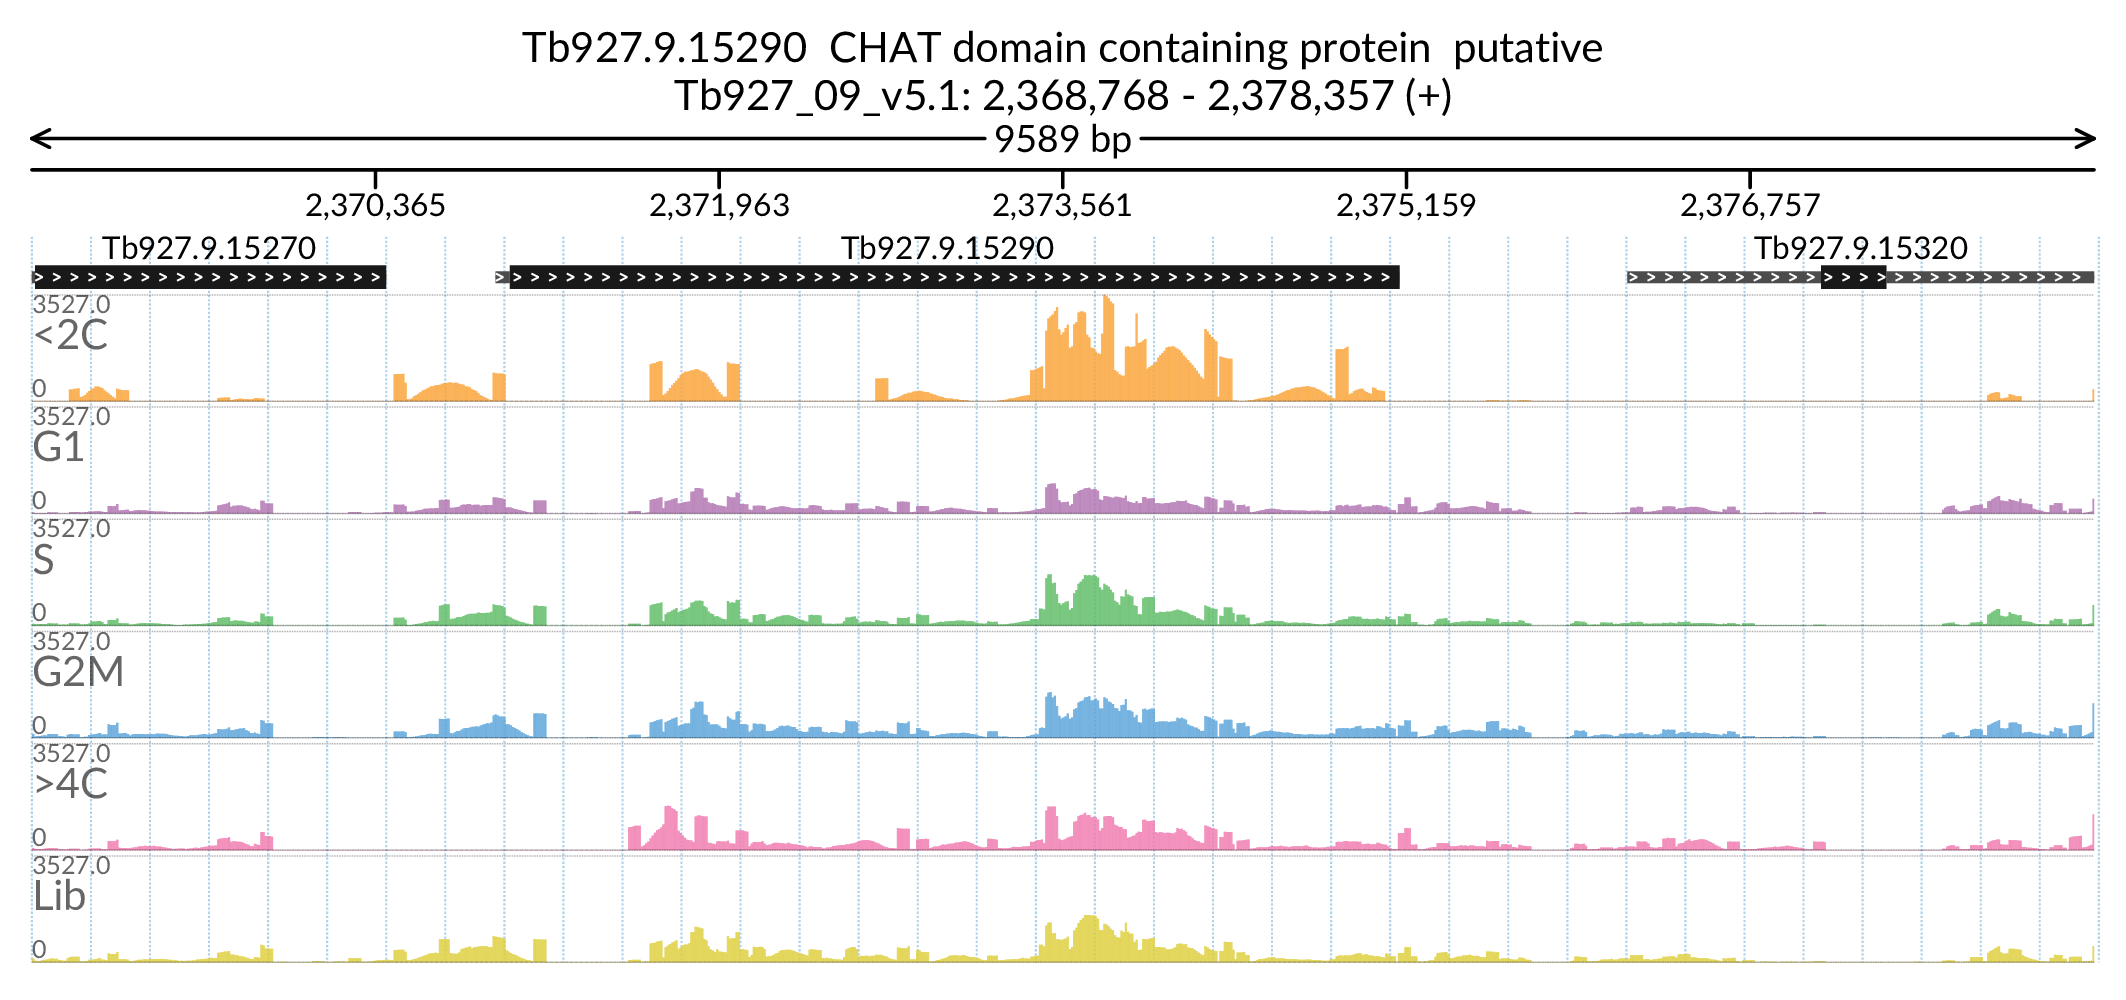 Tb927.9.15290  CHAT domain containing protein  putative
Tb927_09_v5.1: 2,368,768 - 2,378,357 (+)
9589 bp
2,370,365 2,371,963 2,373,561 2,375,159 2,376,757
Tb927.9.15270 Tb927.9.15290 Tb927.9.15320
3527.0
<2C
0
3527.0
G1
0
3527.0
S
0
3527.0
G2M
0
3527.0
>4C
0
3527.0
Lib
0